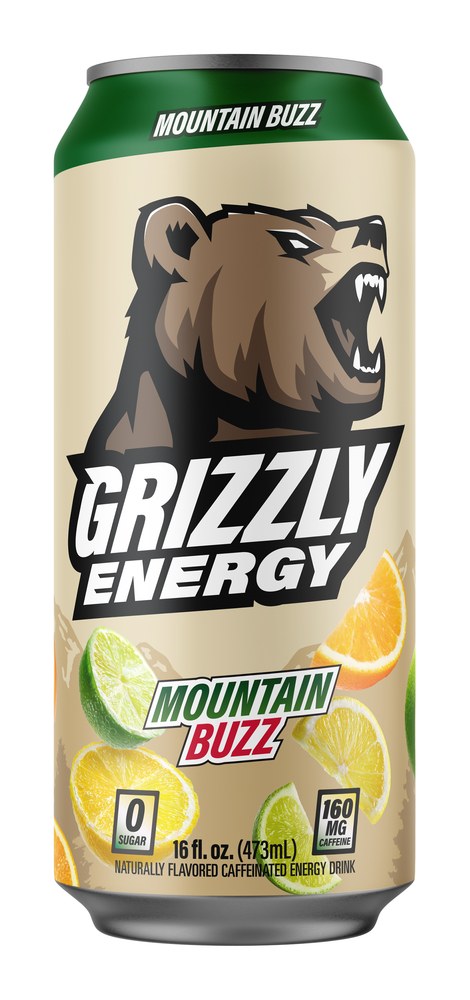 MOUNTAIN BUZZ
GRIZZLY
ENERGY
MOUNTAIN
BUZZ
0
SUGAR
160
MG
CAFFEINE
16 fl. oz. (473mL)
NATURALLY FLAVORED CAFFEINATED ENERGY DRINK